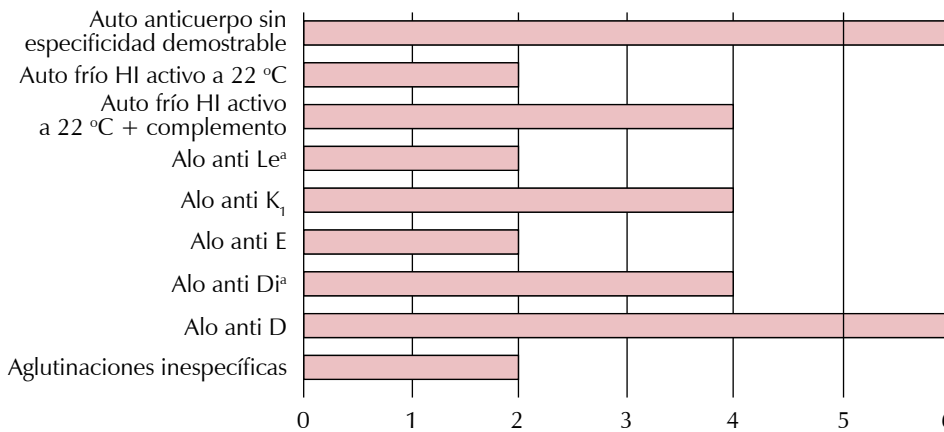 Auto anticuerpo sin
especificidad demostrable
Auto frío HI activo a 22 ºC
Auto frío HI activo
a 22 ºC + complemento
Alo anti Leª
Alo anti K₁
Alo anti E
Alo anti Diª
Alo anti D
Aglutinaciones inespecíficas
0 1 2 3 4 5